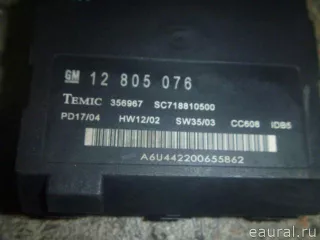 GM 12 805 076
TEMIC 356967 SC718810500
PD17/04 HW12/02 SW35/03 CC608 IDB5
A6U442200655862
eaural.ru